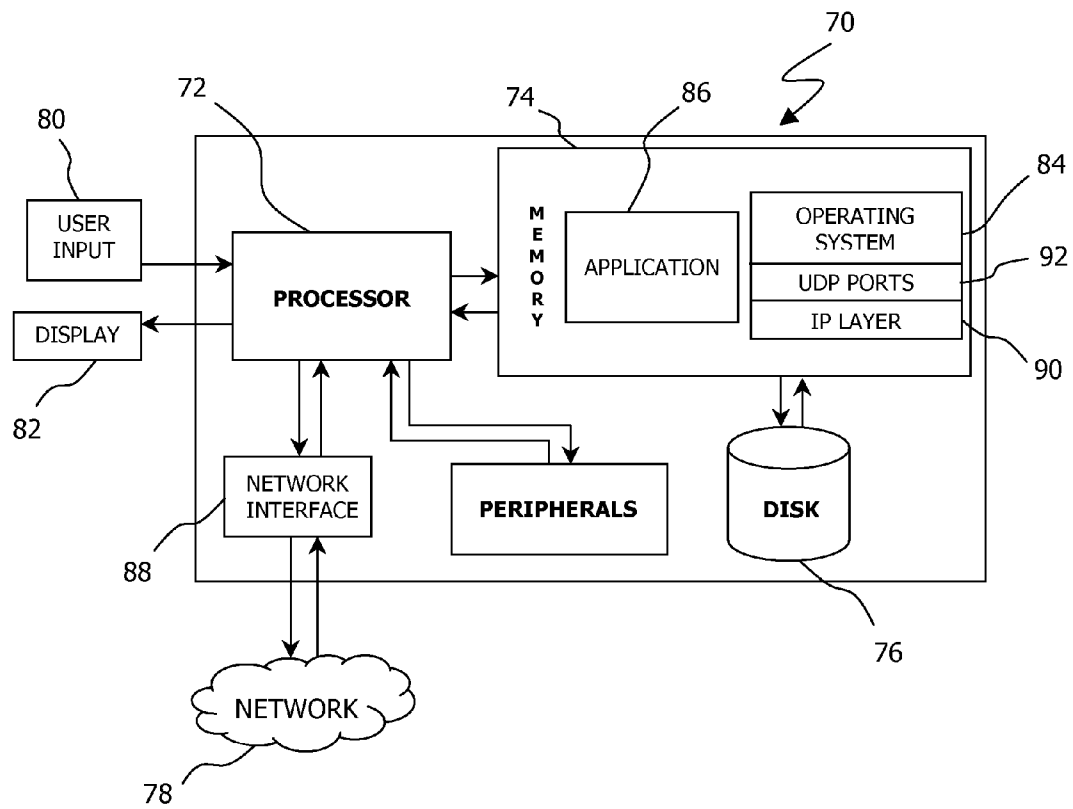 70
72
74
86
80
84
USER
INPUT
MEMORY
OPERATING
SYSTEM
92
APPLICATION
PROCESSOR
UDP PORTS
IP LAYER
DISPLAY
90
82
NETWORK
INTERFACE
PERIPHERALS
DISK
88
76
NETWORK
78